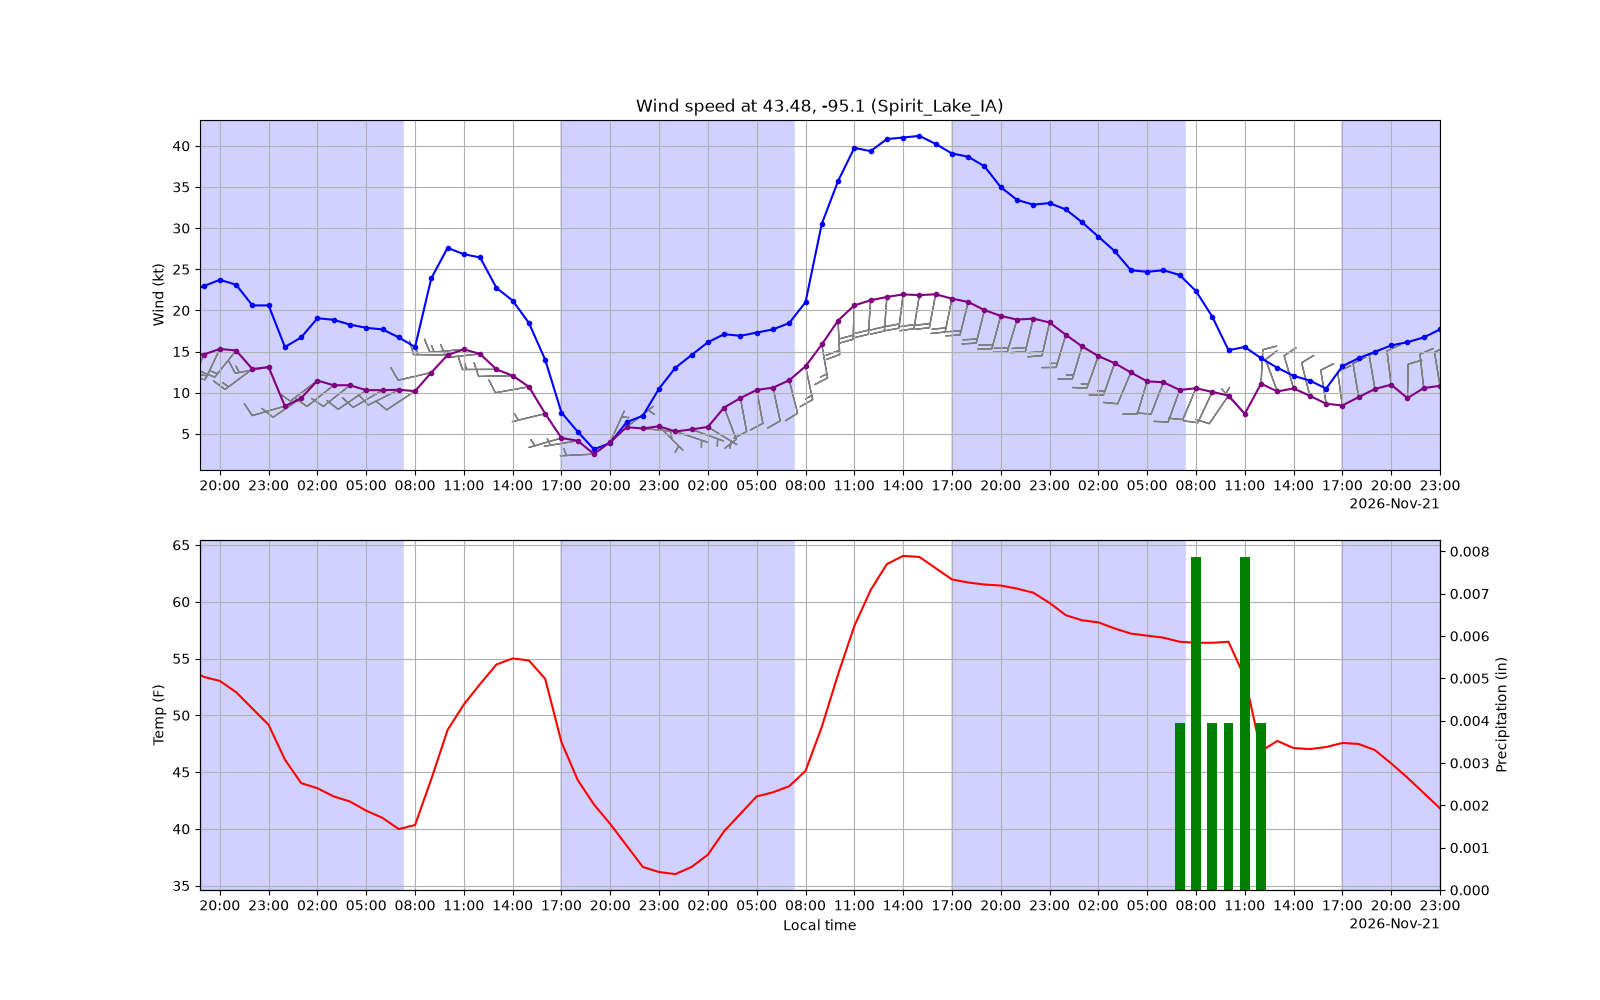 Wind speed at 43.48, -95.1 (Spirit_Lake_IA)
Wind (kt)
40
35
30
25
20
15
10
5
20:00 23:00 02:00 05:00 08:00 11:00 14:00 17:00 20:00 23:00 02:00 05:00 08:00 11:00 14:00 17:00 20:00 23:00 02:00 05:00 08:00 11:00 14:00 17:00 20:00 23:00
2026-Nov-21
Temp (F)
65
60
55
50
45
40
35
0.008
0.007
0.006
0.005
0.004
0.003
0.002
0.001
0.000
Precipitation (in)
20:00 23:00 02:00 05:00 08:00 11:00 14:00 17:00 20:00 23:00 02:00 05:00 08:00 11:00 14:00 17:00 20:00 23:00 02:00 05:00 08:00 11:00 14:00 17:00 20:00 23:00
Local time
2026-Nov-21